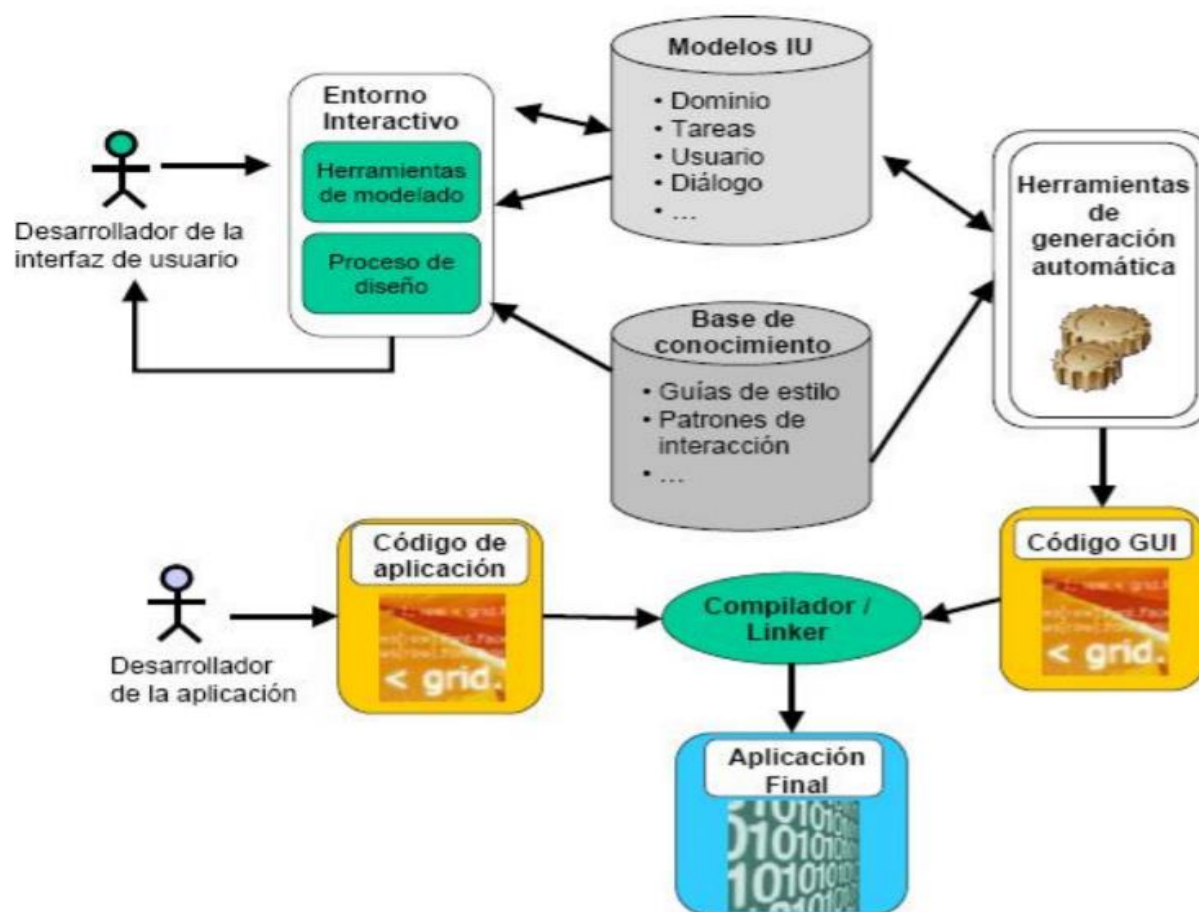 Modelos IU
• Dominio
• Tareas
• Usuario
• Diálogo
• ...
Entorno
Interactivo
Herramientas
de modelado
Proceso de
diseño
Desarrollador de la
interfaz de usuario
Herramientas
de
generación
automática
Base de
conocimiento
• Guías de estilo
• Patrones de
interacción
• ...
Código de
aplicación
< grid.
Compilador /
Linker
Código GUI
< grid.
Desarrollador
de la aplicación
Aplicación
Final